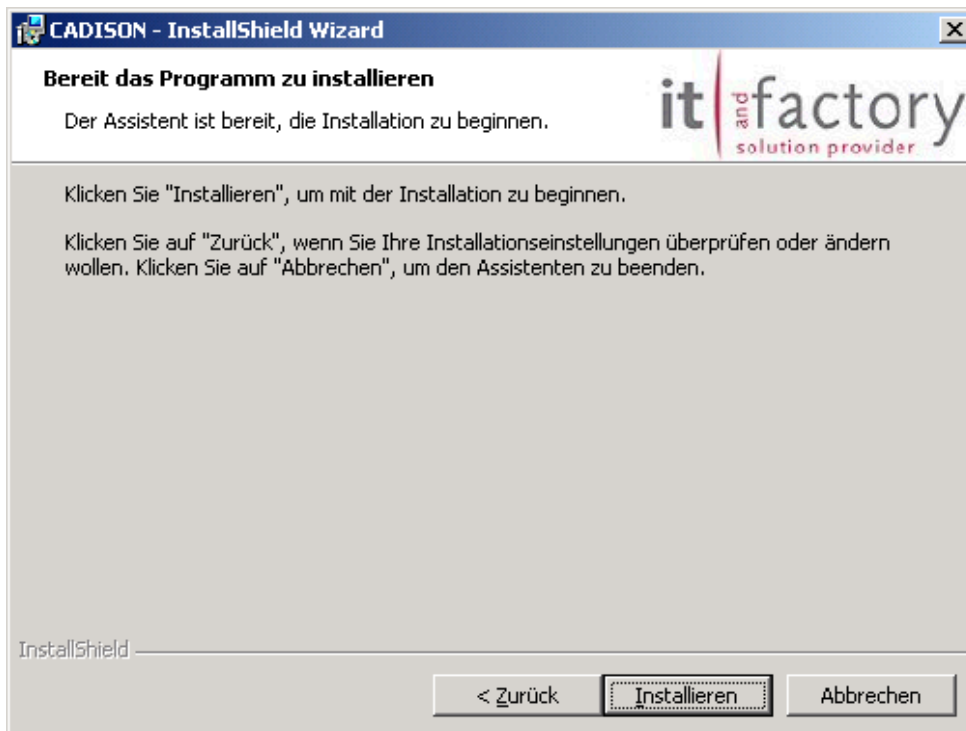 CADISON - InstallShield Wizard
Bereit das Programm zu installieren
Der Assistent ist bereit, die Installation zu beginnen.
it and factory
solution provider
Klicken Sie "Installieren", um mit der Installation zu beginnen.
Klicken Sie auf "Zurück", wenn Sie Ihre Installationseinstellungen überprüfen oder ändern
wollen. Klicken Sie auf "Abbrechen", um den Assistenten zu beenden.
InstallShield
< Zurück Installieren Abbrechen